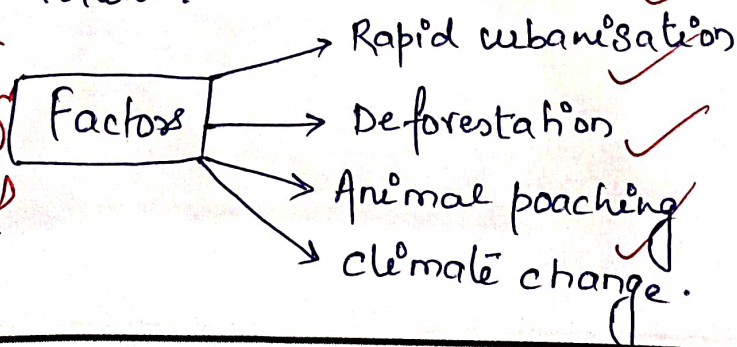 Factors
Rapid urbanisation
Deforestation
Animal poaching
climate change.